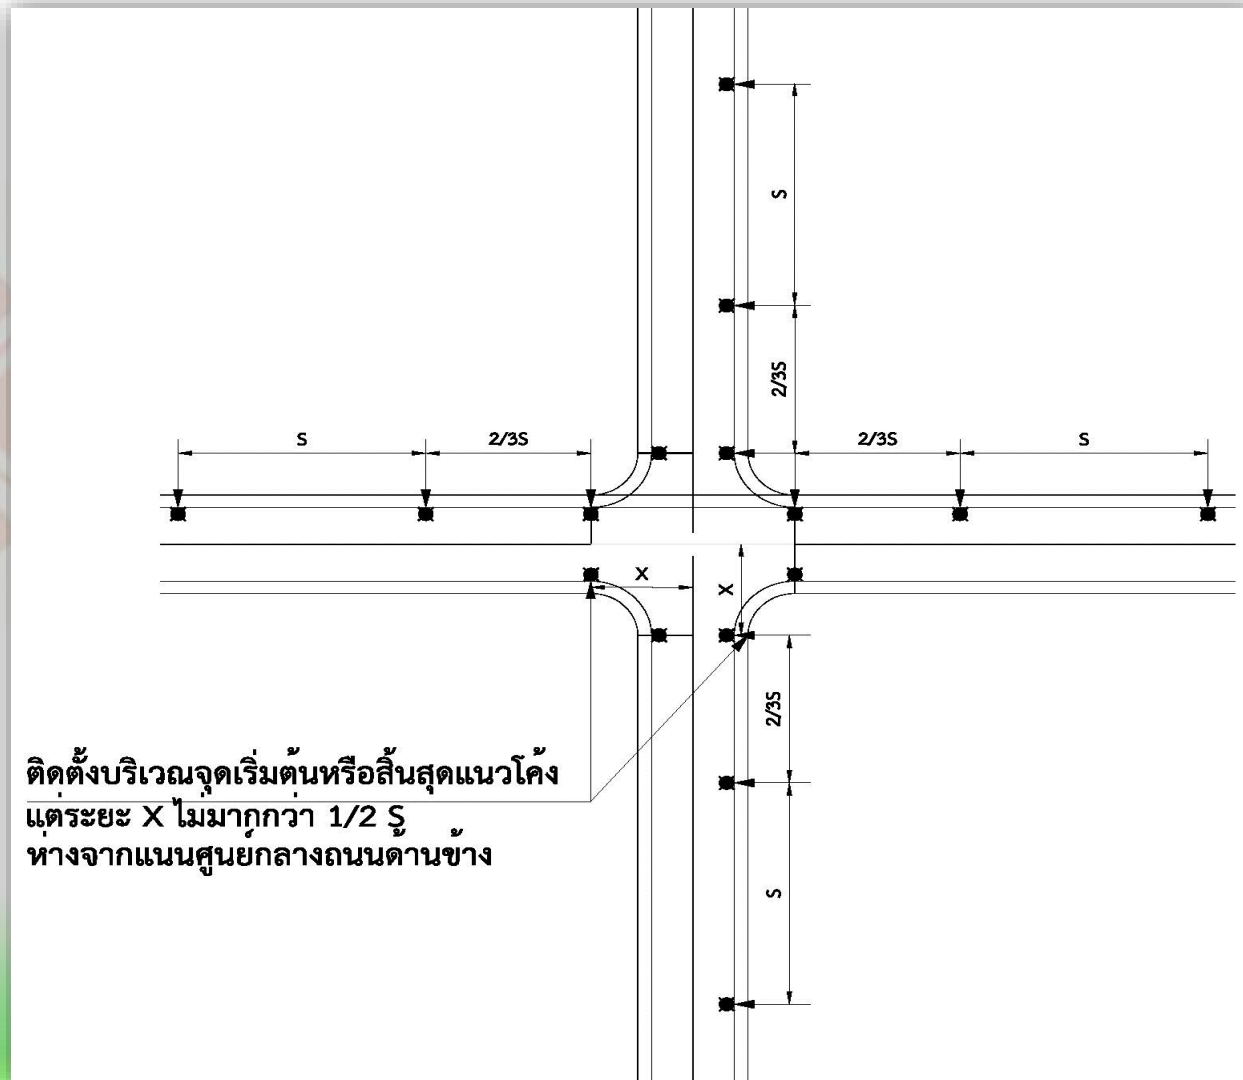 S
2/3S
S
2/3S
2/3S
S
X
X
2/3S
ติดตั้งบริเวณจุดเริ่มต้นหรือสิ้นสุดแนวโค้ง
แต่ระยะ X ไม่มากกว่า 1/2 S
ห่างจากแนนศูนย์กลางถนนด้านข้าง
S